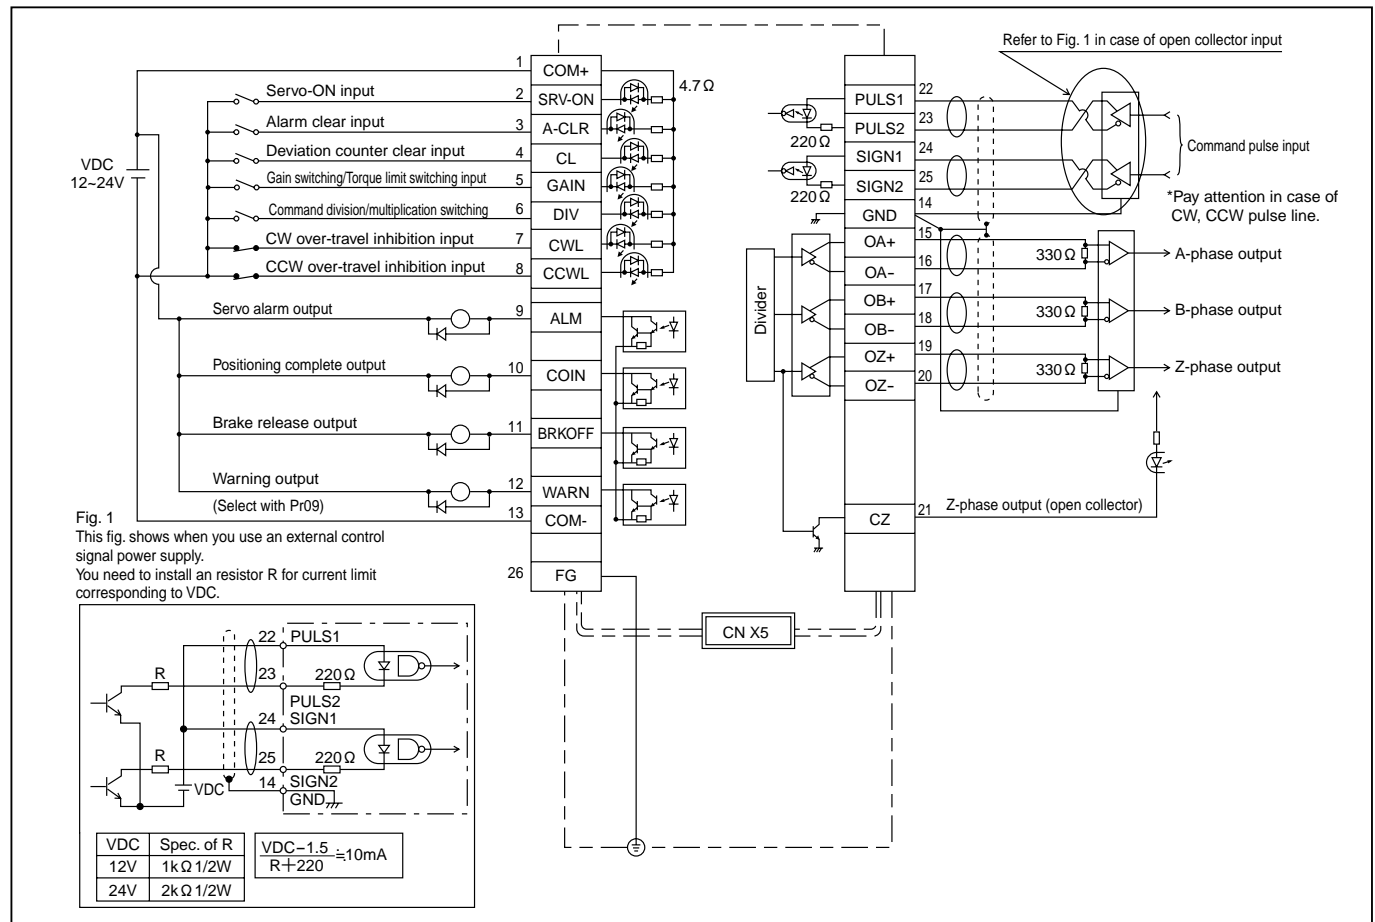 Refer to Fig. 1 in case of open collector input
1 COM+
4.7Ω
Servo-ON input 2 SRV-ON
Alarm clear input 3 A-CLR
Deviation counter clear input 4 CL
Gain switching/Torque limit switching input 5 GAIN
Command division/multiplication switching 6 DIV
CW over-travel inhibition input 7 CWL
CCW over-travel inhibition input 8 CCWL
VDC
12~24V
Servo alarm output 9 ALM
Positioning complete output 10 COIN
Brake release output 11 BRKOFF
Warning output 12 WARN
(Select with Pr09)
13 COM-
26 FG
PULS1 22
PULS2 23
220Ω
SIGN1 24
SIGN2 25
220Ω
GND 14
Command pulse input
*Pay attention in case of
CW, CCW pulse line.
OA+ 15
OA- 16
330Ω
A-phase output
OB+ 17
OB- 18
330Ω
B-phase output
OZ+ 19
OZ- 20
330Ω
Z-phase output
Divider
CZ 21 Z-phase output (open collector)
CN X5
Fig. 1
This fig. shows when you use an external control
signal power supply.
You need to install an resistor R for current limit
corresponding to VDC.
22 PULS1
R 23 220Ω
PULS2
24 SIGN1
R 25 220Ω
SIGN2
VDC 14 GND
VDC Spec. of R
12V 1kΩ 1/2W
24V 2kΩ 1/2W
VDC-1.5
R+220
≒10mA